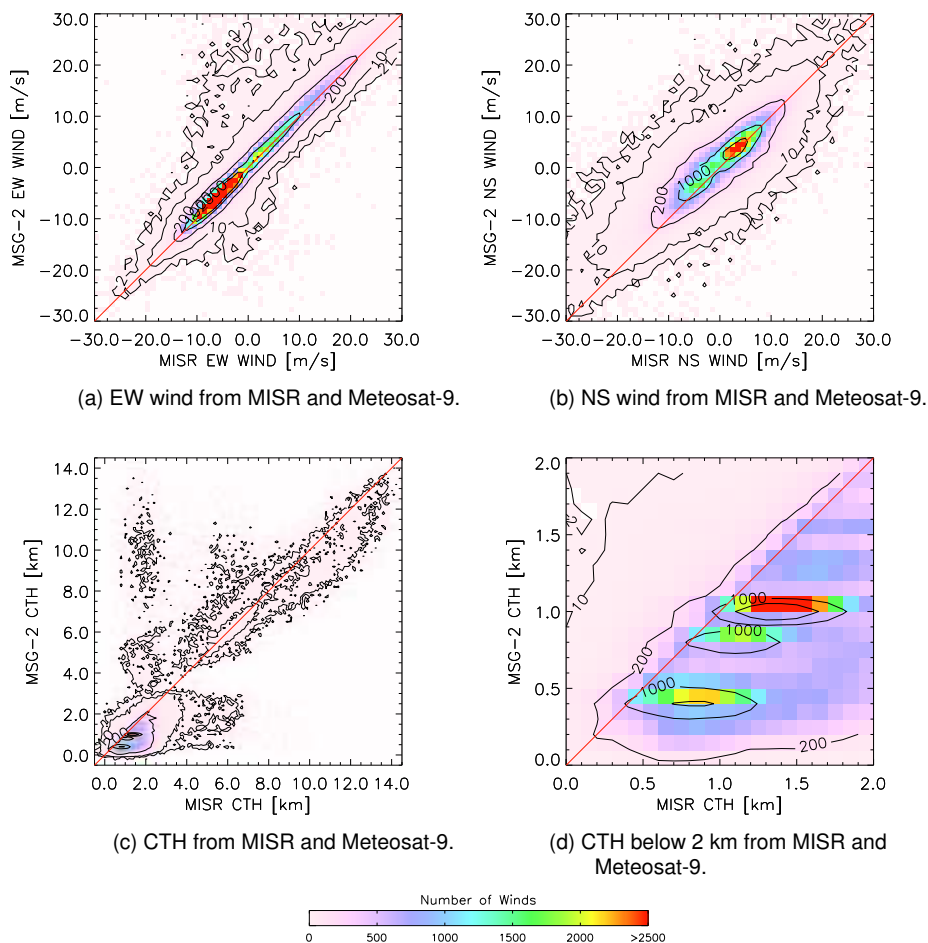 30.0
20.0
10.0
0.0
-10.0
-20.0
-30.0
MSG-2 EW WIND [m/s]
2
10
200
10
2
-30.0 -20.0 -10.0 0.0 10.0 20.0 30.0
MISR EW WIND [m/s]
(a) EW wind from MISR and Meteosat-9.
30.0
20.0
10.0
0.0
-10.0
-20.0
-30.0
MSG-2 NS WIND [m/s]
2
10
1000
200
10
2
-30.0 -20.0 -10.0 0.0 10.0 20.0 30.0
MISR NS WIND [m/s]
(b) NS wind from MISR and Meteosat-9.
14.0
12.0
10.0
8.0
6.0
4.0
2.0
0.0
MSG-2 CTH [km]
0.0 2.0 4.0 6.0 8.0 10.0 12.0 14.0
MISR CTH [km]
(c) CTH from MISR and Meteosat-9.
2.0
1.5
1.0
0.5
0.0
MSG-2 CTH [km]
10
10
200
1000
1000
1000
200
0.0 0.5 1.0 1.5 2.0
MISR CTH [km]
(d) CTH below 2 km from MISR and
Meteosat-9.
Number of Winds
0 500 1000 1500 2000 >2500